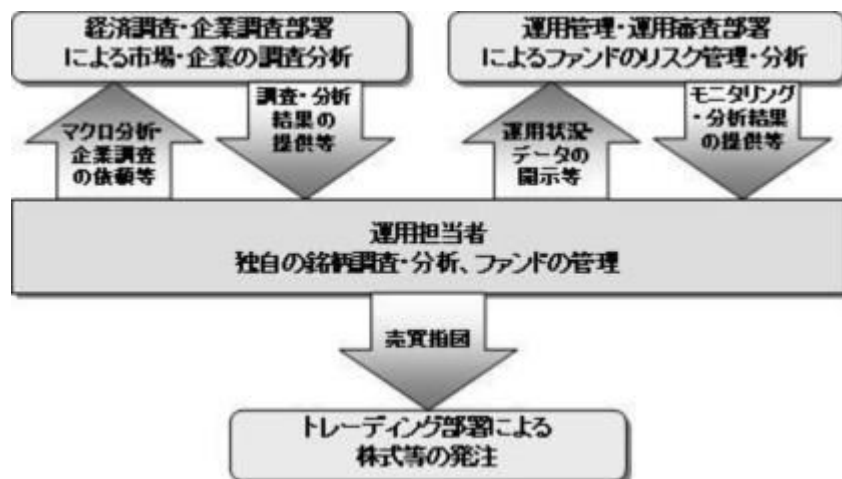 経済調査・企業調査部署
による市場・企業の調査分析
運用管理・運用審査部署
によるファンドのリスク管理・分析
マクロ分析・
企業調査
の依頼等
調査・分析
結果の
提供等
運用状況・
データの
開示等
モニタリング
・分析結果
の提供等
運用担当者
独自の銘柄調査・分析、ファンドの管理
売買指図
トレーディング部署による
株式等の発注